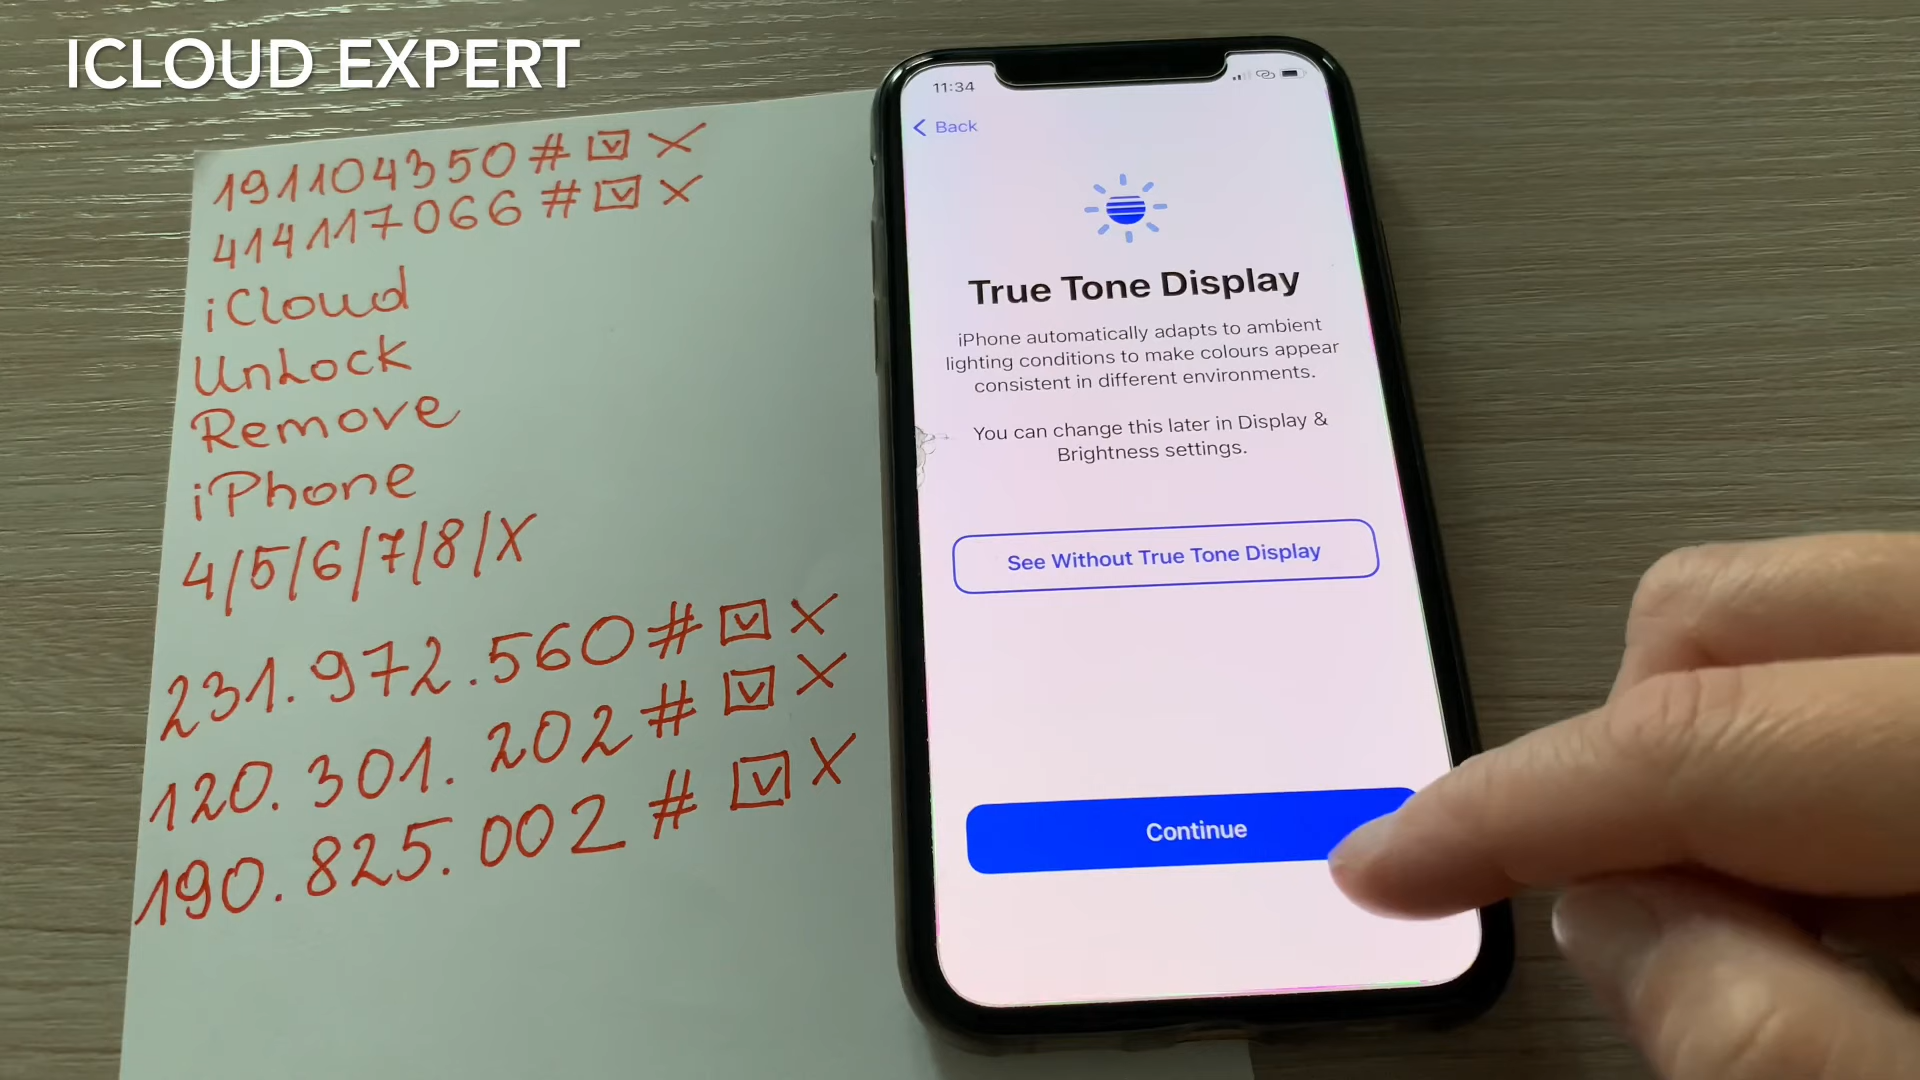 ICLOUD EXPERT
191104350# ☑ X
414117066# ☑ X
iCloud
UnLock
Remove
iPhone
4/5/6/7/8/X
231.972.560# ☑ X
120.301.202# ☑ X
190.825.002# ☑ X
11:34
Back
True Tone Display
iPhone automatically adapts to ambient
lighting conditions to make colours appear
consistent in different environments.
You can change this later in Display &
Brightness settings.
See Without True Tone Display
Continue